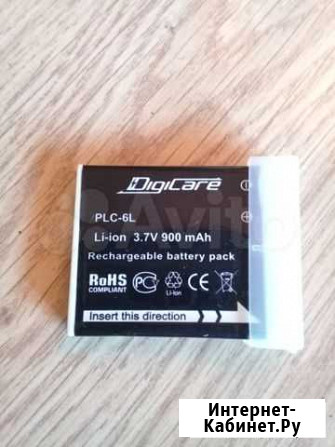 DigiCare
PLC-6L
Li-ion 3.7V 900 mAh
Rechargeable battery pack
RoHS
COMPLIANT
Li-Ion
Insert this direction
Avito
Интернет-
Кабинет.Ру